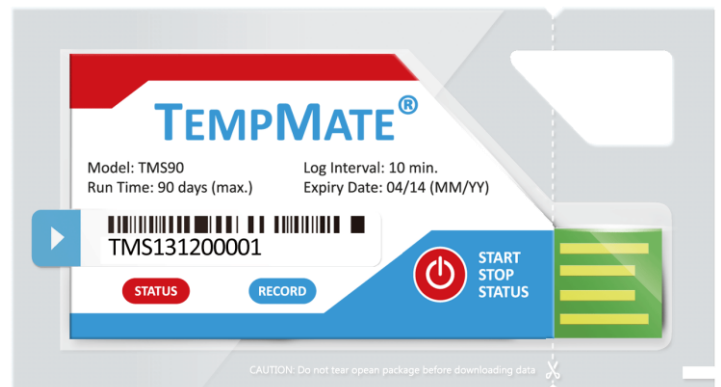 TEMPMATE®
Model: TMS90
Run Time: 90 days (max.)
Log Interval: 10 min.
Expiry Date: 04/14 (MM/YY)
TMS131200001
STATUS
RECORD
START
STOP
STATUS
CAUTION: Do not tear opean package before downloading data